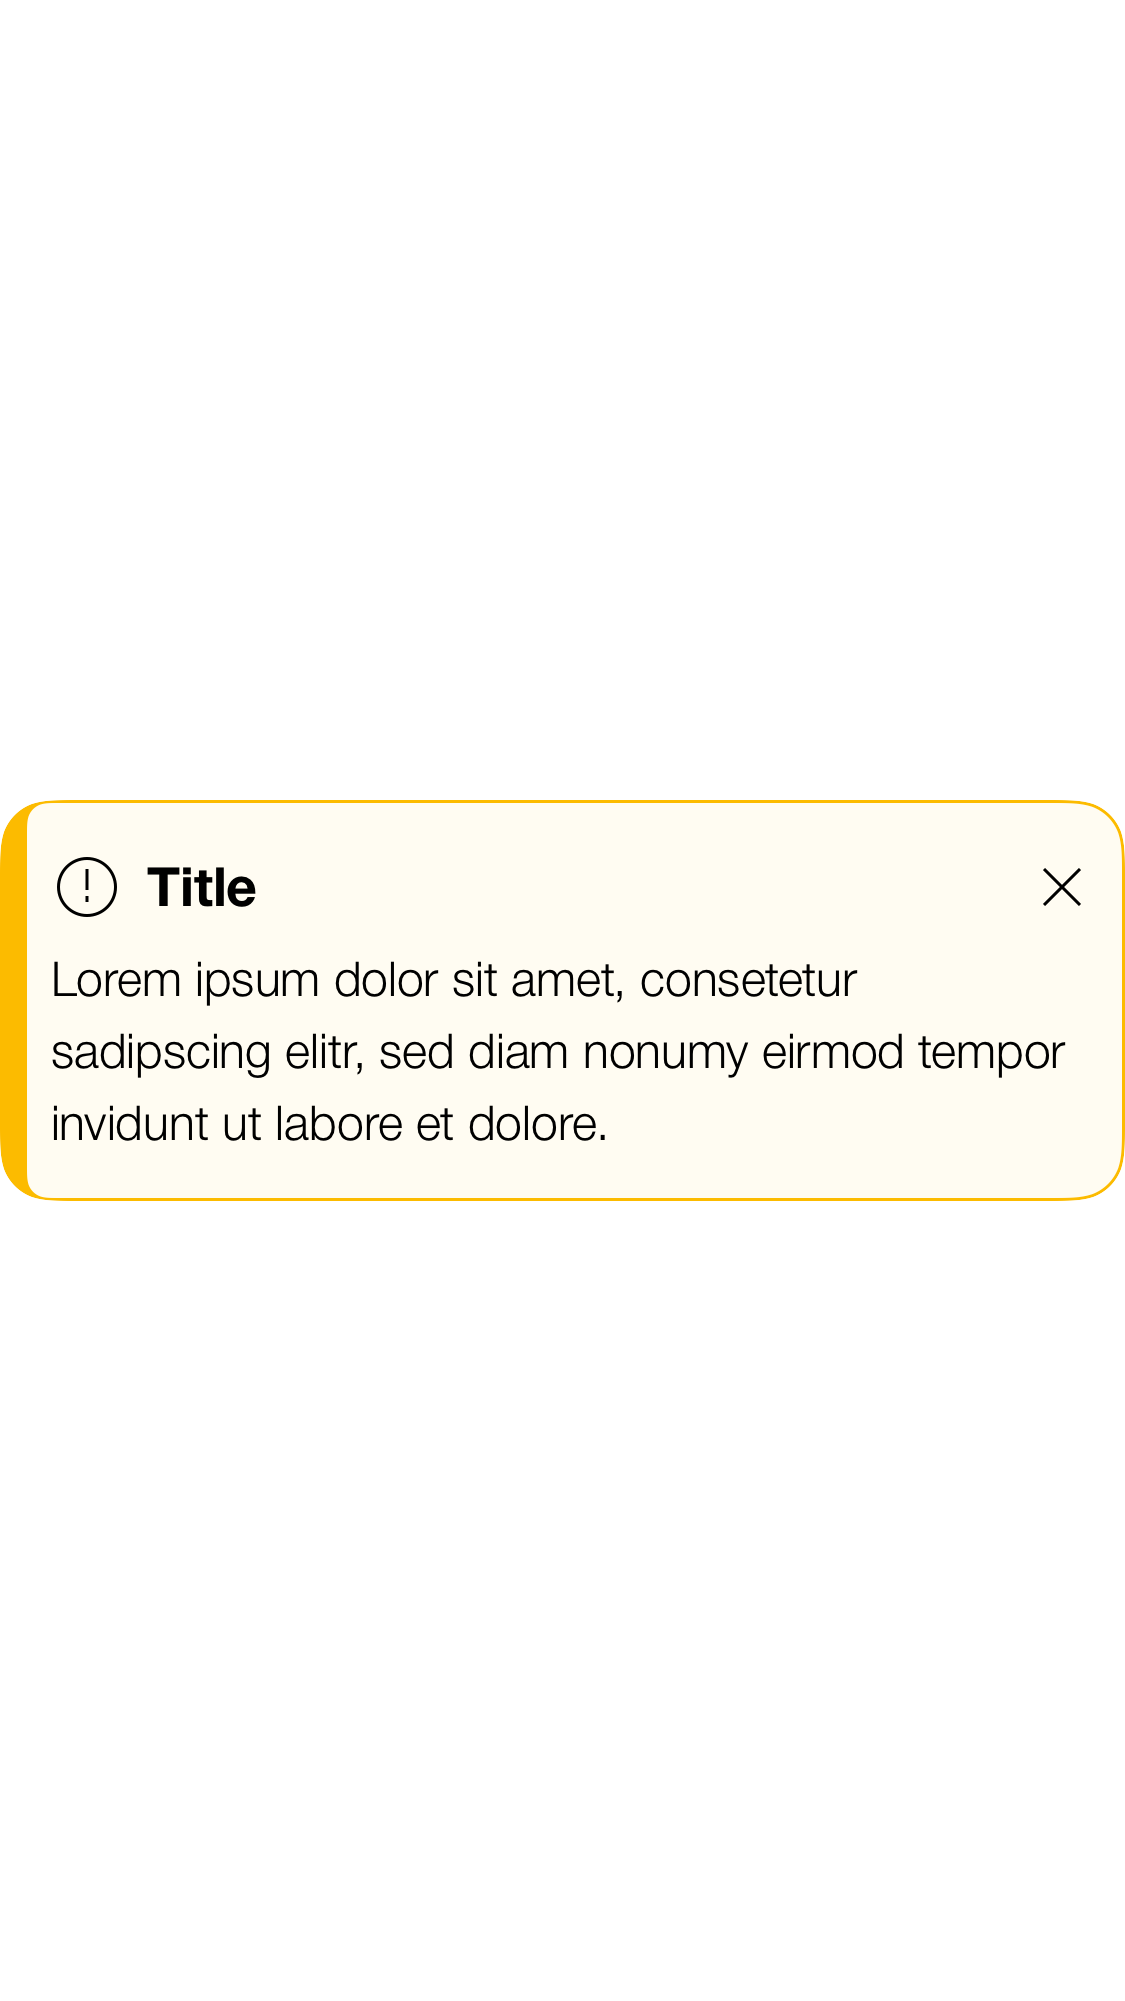 Title
Lorem ipsum dolor sit amet, consetetur
sadipscing elitr, sed diam nonumy eirmod tempor
invidunt ut labore et dolore.